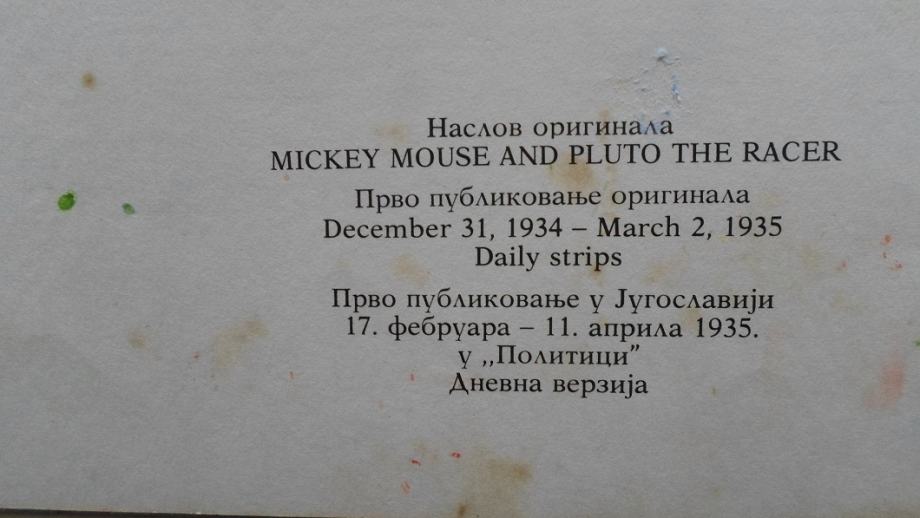 Наслов оригинала
MICKEY MOUSE AND PLUTO THE RACER
Прво публиковање оригинала
December 31, 1934 – March 2, 1935
Daily strips
Прво публиковање у Југославији
17. фебруара – 11. априла 1935.
у ,,Политици”
Дневна верзија